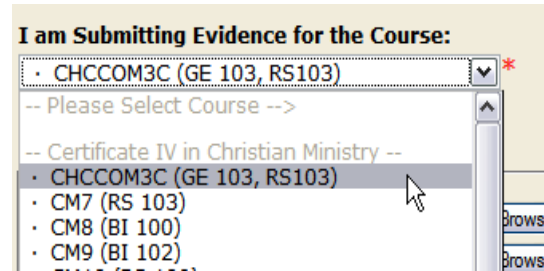 I am Submitting Evidence for the Course:
· CHCCOM3C (GE 103, RS103) *
-- Please Select Course -->
-- Certificate IV in Christian Ministry --
· CHCCOM3C (GE 103, RS103)
· CM7 (RS 103)
· CM8 (BI 100)
Brows
· CM9 (BI 102)
Brows